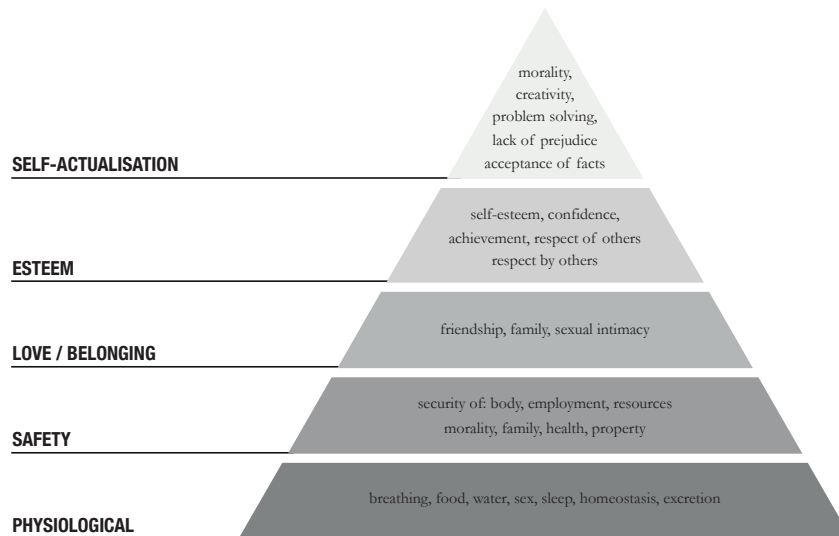 morality,
creativity,
problem solving,
lack of prejudice
acceptance of facts
SELF-ACTUALISATION
self-esteem, confidence,
achievement, respect of others
respect by others
ESTEEM
friendship, family, sexual intimacy
LOVE / BELONGING
security of: body, employment, resources
morality, family, health, property
SAFETY
breathing, food, water, sex, sleep, homeostasis, excretion
PHYSIOLOGICAL